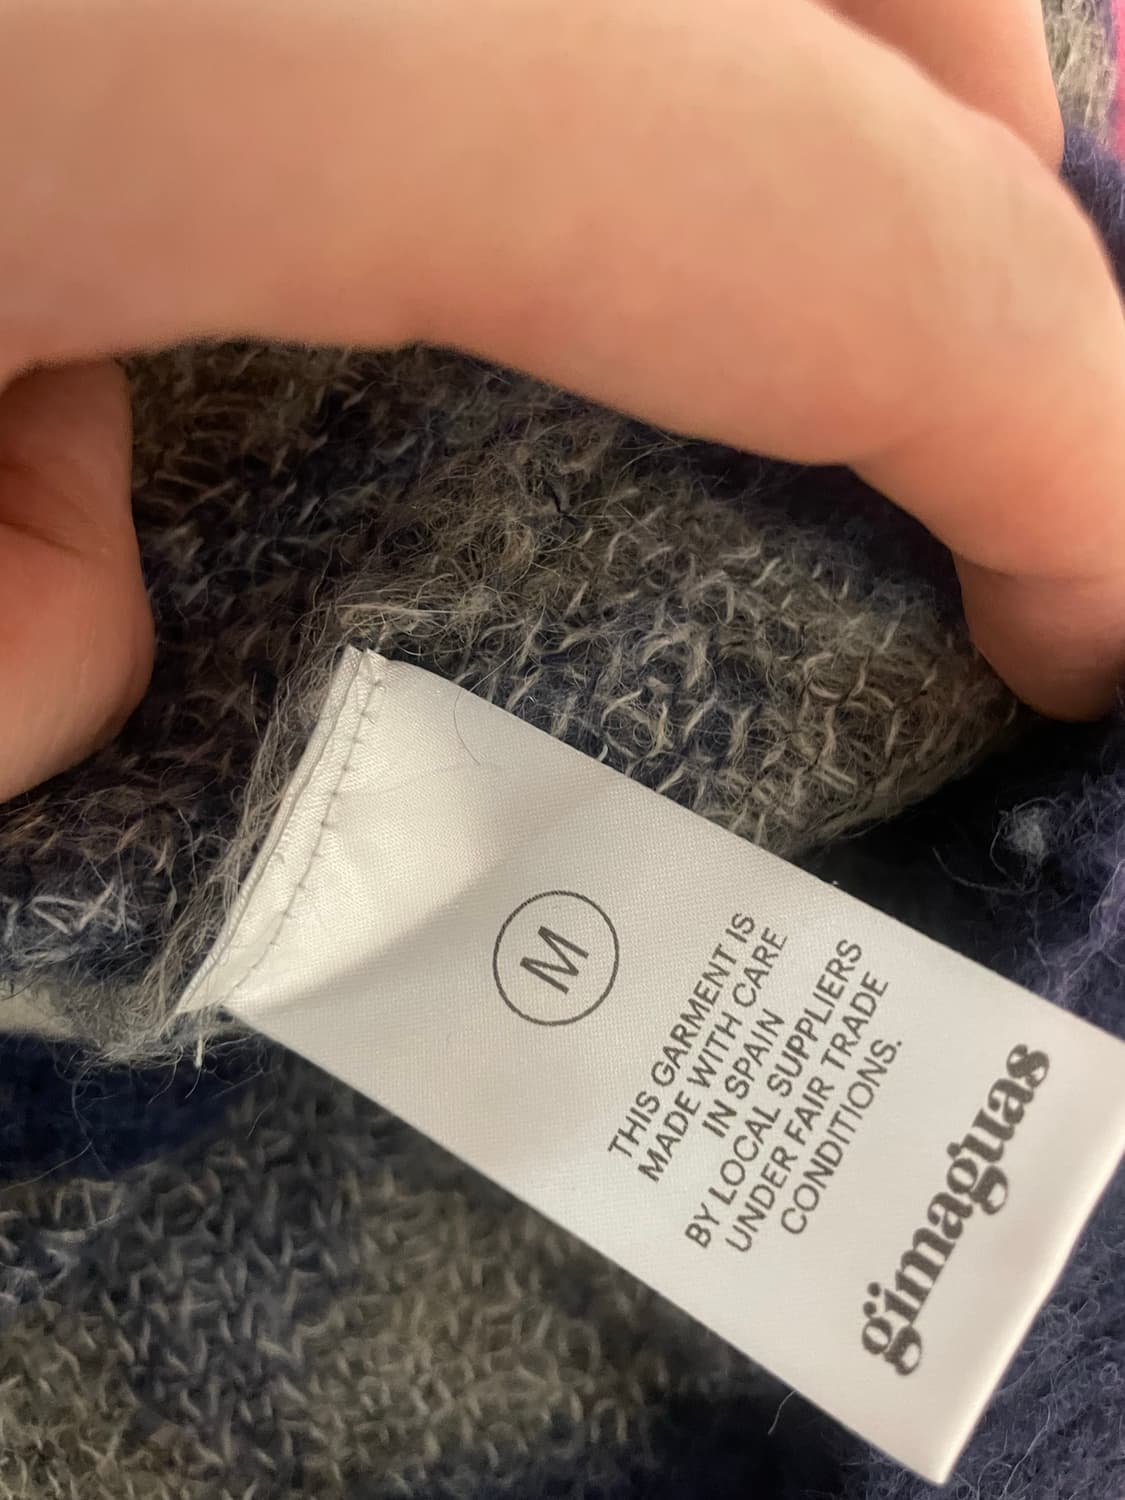 M
THIS GARMENT IS
MADE WITH CARE
IN SPAIN
BY LOCAL SUPPLIERS
UNDER FAIR TRADE
CONDITIONS.
gimaguas